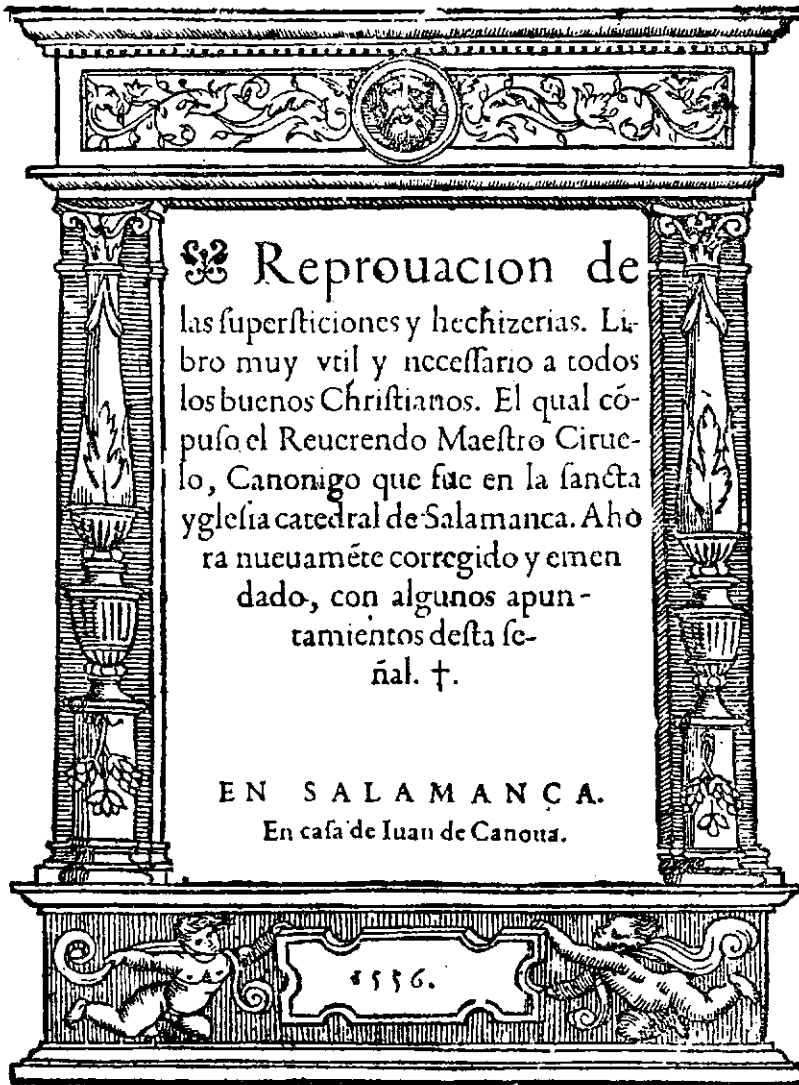 Reprouacion de
las ſuperſticiones y hechizerias. Li-
bro muy vtil y neceſſario a todos
los buenos Chriſtianos. El qual cõ-
puſo el Reuerendo Maeſtro Cirue-
lo, Canonigo que fue en la ſancta
ygleſia catedral de Salamanca. Aho
ra nueuamẽte corregido y emen
dado, con algunos apun-
tamientos deſta ſe-
ñal. †.
EN SALAMANCA.
En caſa de Iuan de Canoua.
1556.